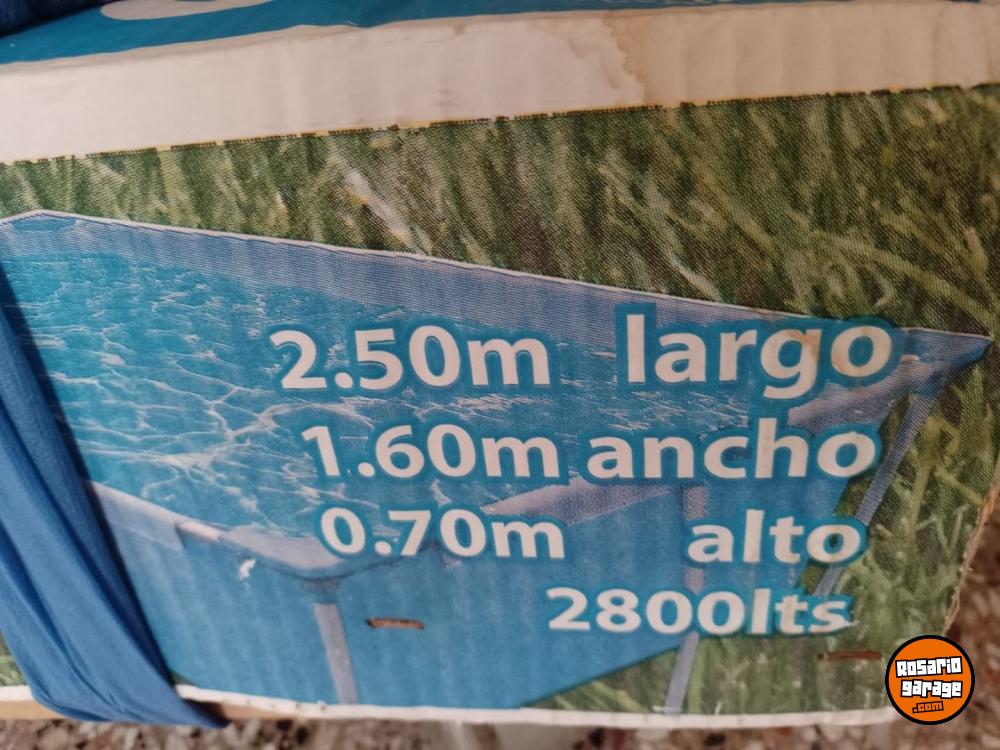 2.50m largo
1.60m ancho
0.70m alto
2800lts
Rosario
garage
.com